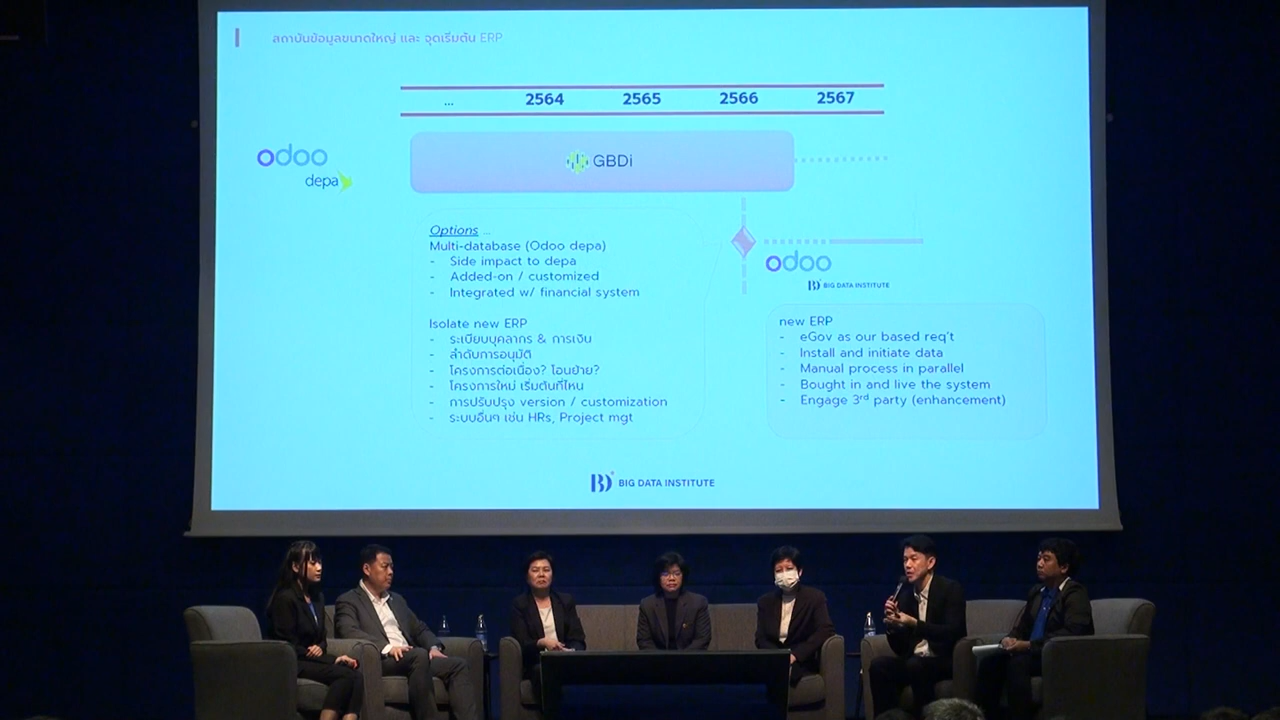 สถาบันข้อมูลขนาดใหญ่ และ จุดเริ่มต้น ERP
... 2564 2565 2566 2567
odoo
depa
GBDi
Options ...
Multi-database (Odoo depa)
- Side impact to depa
- Added-on / customized
- Integrated w/ financial system
Isolate new ERP
- ระเบียบบุคลากร & การเงิน
- ลำดับการอนุมัติ
- โครงการต่อเนื่อง? โอนย้าย?
- โครงการใหม่ เริ่มต้นที่ไหน
- การปรับปรุง version / customization
- ระบบอื่นๆ เช่น HRs, Project mgt
odoo
BD BIG DATA INSTITUTE
new ERP
- eGov as our based req't
- Install and initiate data
- Manual process in parallel
- Bought in and live the system
- Engage 3rd party (enhancement)
BD BIG DATA INSTITUTE